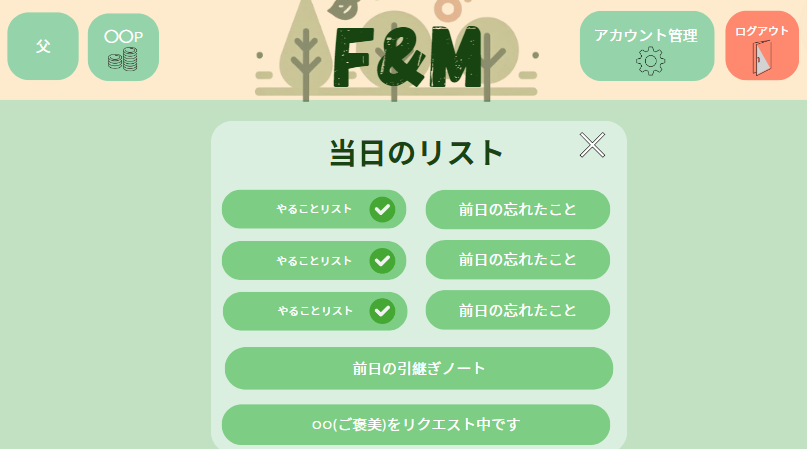 父
〇〇P
F&M
アカウント管理
ログアウト
当日のリスト
やることリスト
前日の忘れたこと
やることリスト
前日の忘れたこと
やることリスト
前日の忘れたこと
前日の引継ぎノート
○○(ご褒美)をリクエスト中です